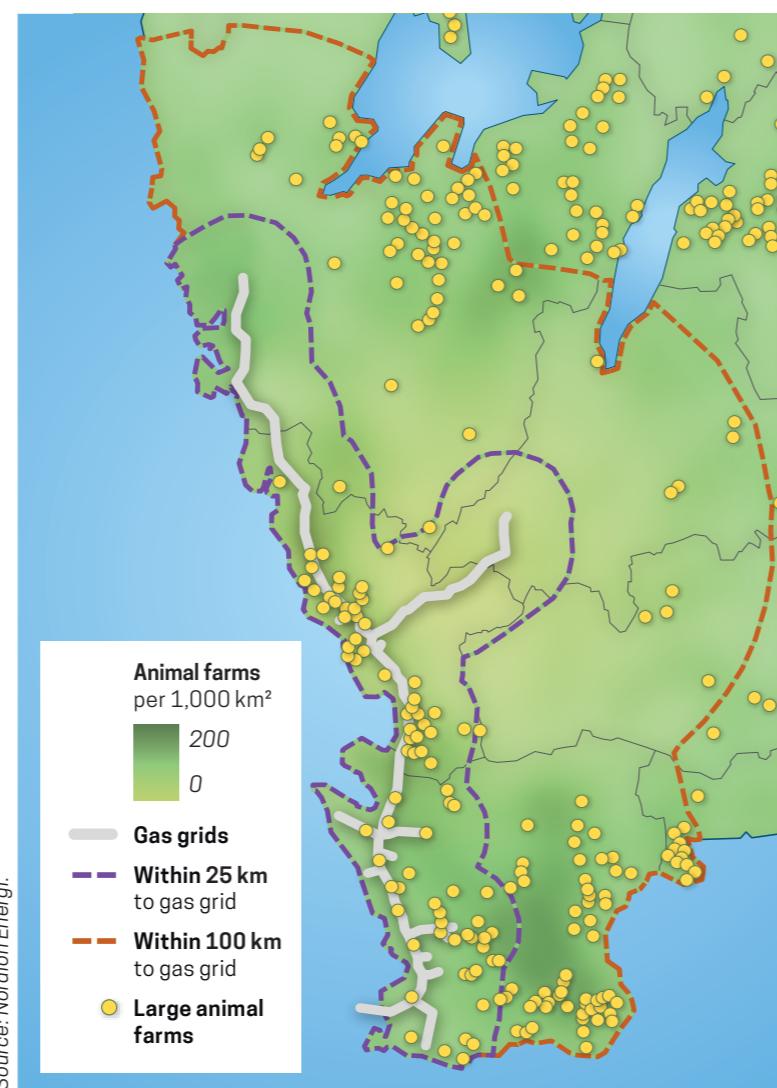 Animal farms
per 1,000 km²
200
0
Gas grids
Within 25 km
to gas grid
Within 100 km
to gas grid
Large animal
farms
Source: Nordion Energi.